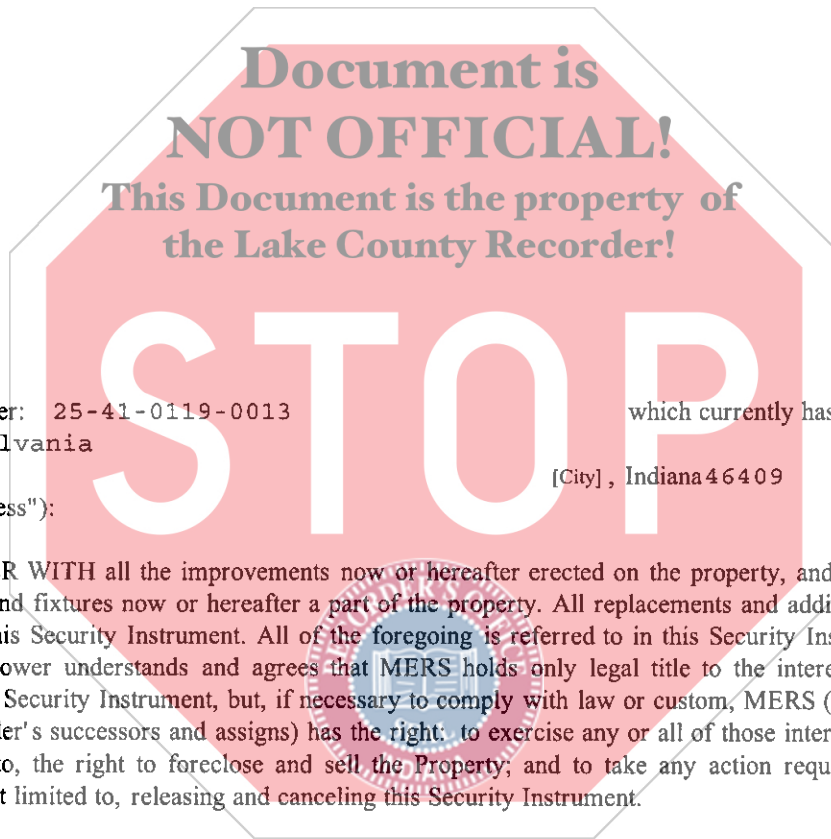 Document is
NOT OFFICIAL!
This Document is the property of
the Lake County Recorder!
STOP
er: 25-41-0119-0013 which currently has
lvania
[City] , Indiana 46409
ess"):
R WITH all the improvements now or hereafter erected on the property, and
nd fixtures now or hereafter a part of the property. All replacements and addi
his Security Instrument. All of the foregoing is referred to in this Security Ins
ower understands and agrees that MERS holds only legal title to the intere
Security Instrument, but, if necessary to comply with law or custom, MERS (
er's successors and assigns) has the right: to exercise any or all of those inter
to, the right to foreclose and sell the Property; and to take any action requ
t limited to, releasing and canceling this Security Instrument.
RECORDER'S OFFICE
SEAL